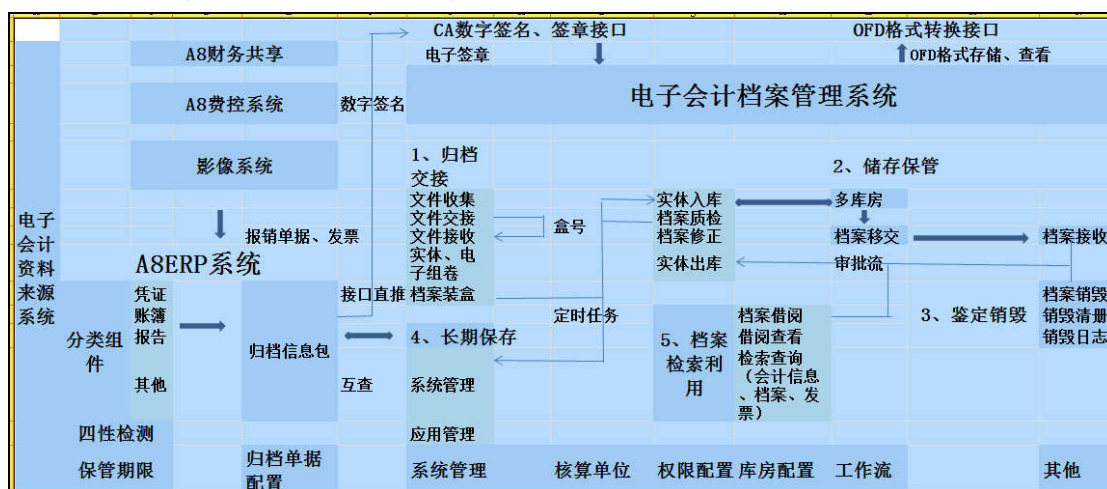 CA数字签名、签章接口
OFD格式转换接口
A8财务共享
电子签章
OFD格式存储、查看
电子会计档案管理系统
A8费控系统
数字签名
影像系统
1、归档
交接
2、储存保管
电子
会计
资料
来源
系统
文件收集
文件交接
文件接收
实体、电
子组卷
档案装盒
盒号
实体入库
档案质检
档案修正
实体出库
多库房
档案移交
审批流
档案接收
报销单据、发票
A8ERP系统
凭证
账簿
报告
其他
接口直推
定时任务
档案销毁
销毁清册
销毁日志
3、鉴定销毁
分类组
件
归档信息包
互查
4、长期保存
系统管理
应用管理
5、档案
检索利
用
档案借阅
借阅查看
检索查询
（会计信息
、档案、发
票）
四性检测
保管期限
归档单据
配置
系统管理
核算单位
权限配置
库房配置
工作流
其他